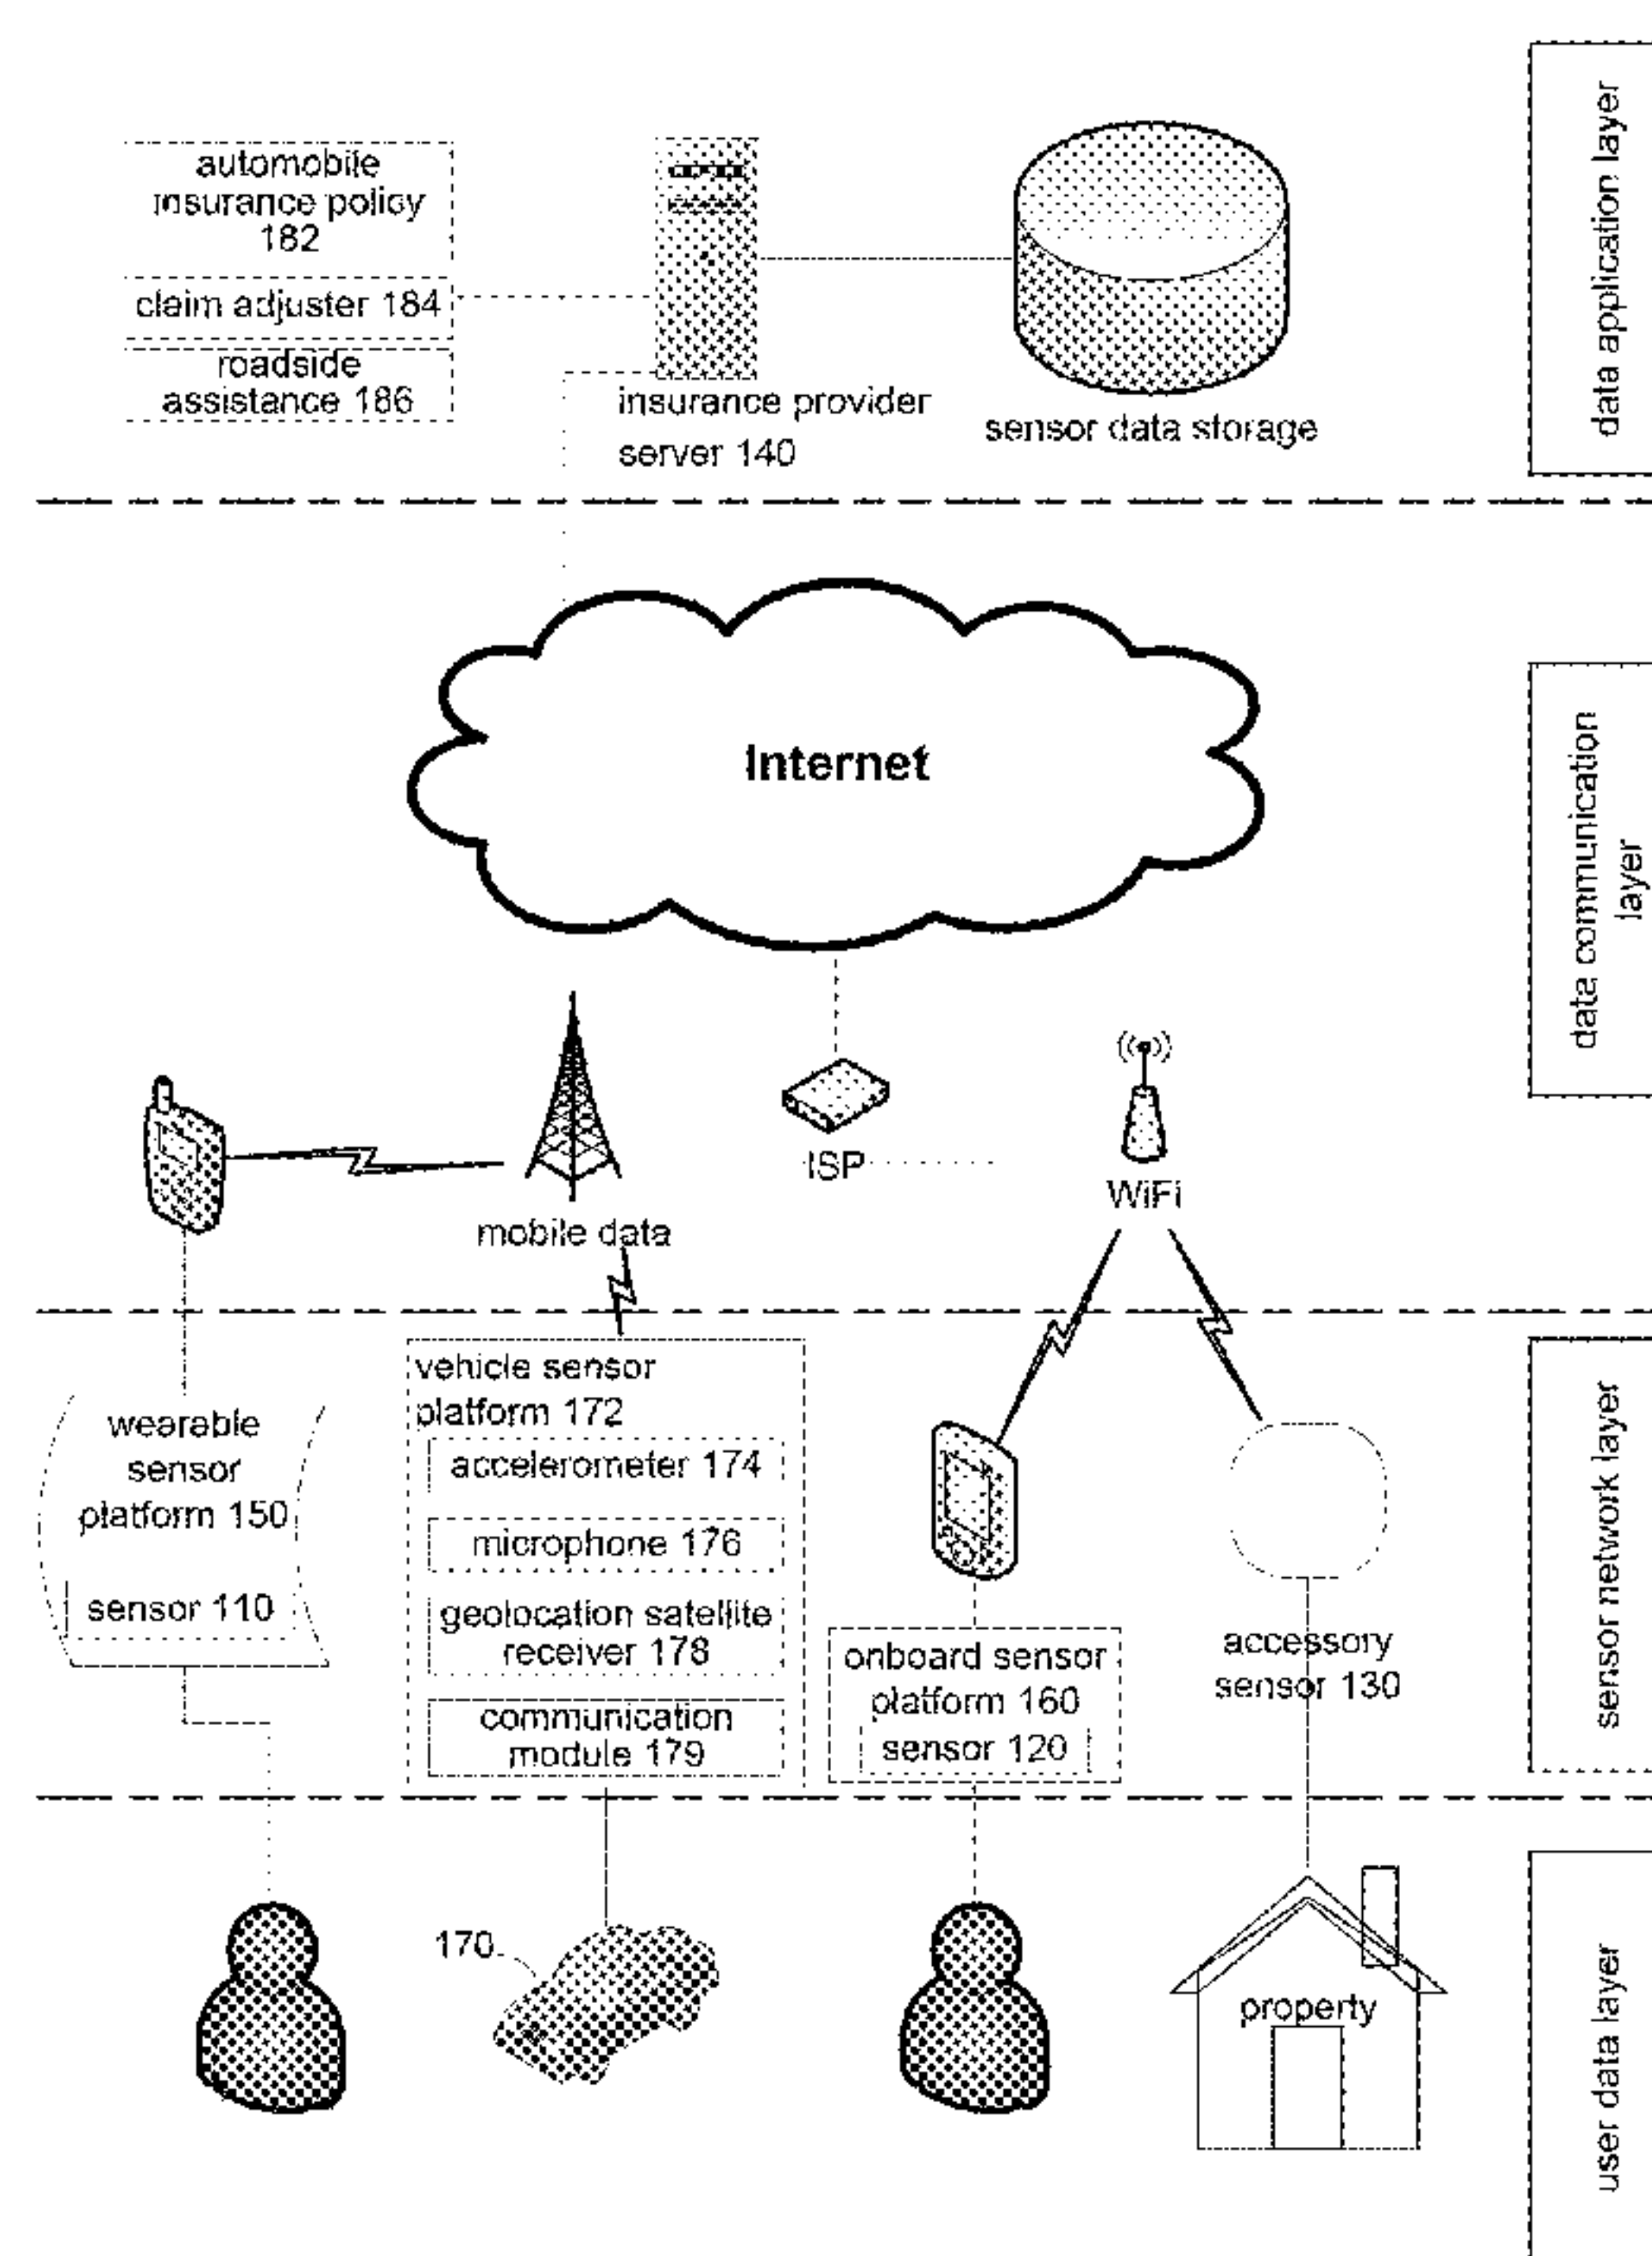 automobile
insurance policy
182
claim adjuster 184
roadside
assistance 186
insurance provider
server 140
sensor data storage
data application layer
Internet
data communication
layer
ISP
WiFi
mobile data
wearable
sensor
platform 150
sensor 110
vehicle sensor
platform 172
accelerometer 174
microphone 176
geolocation satellite
receiver 178
communication
module 179
onboard sensor
platform 160
sensor 120
accessory
sensor 130
sensor network layer
170
property
user data layer